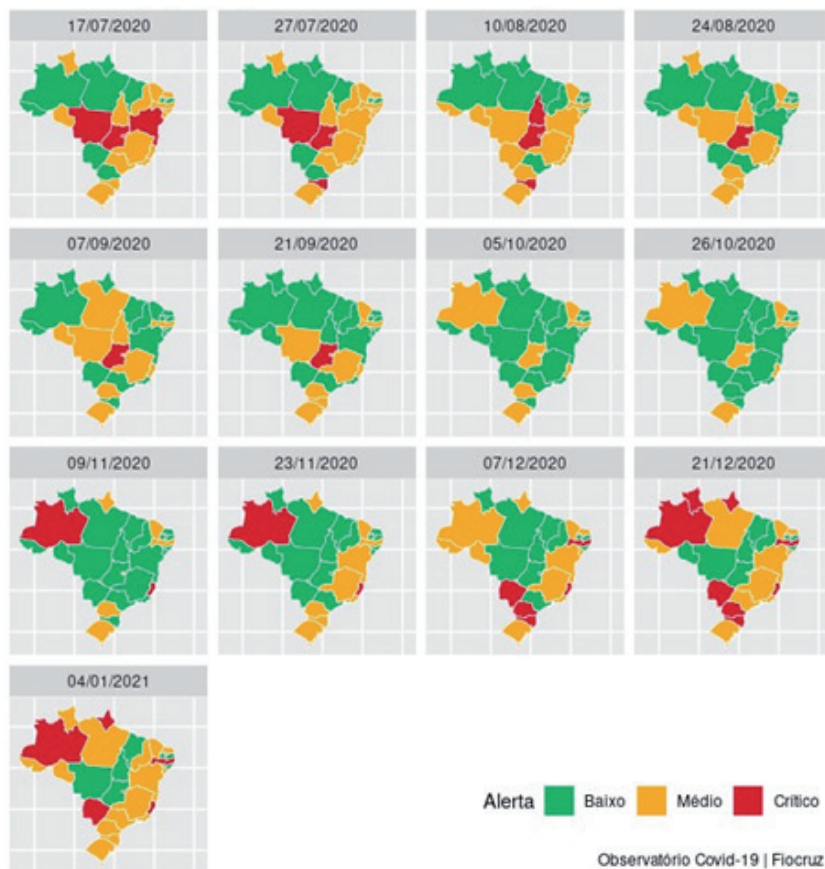 17/07/2020 27/07/2020 10/08/2020 24/08/2020
07/09/2020 21/09/2020 05/10/2020 26/10/2020
09/11/2020 23/11/2020 07/12/2020 21/12/2020
04/01/2021
Alerta Baixo Médio Crítico
Observatório Covid-19 | Fiocruz